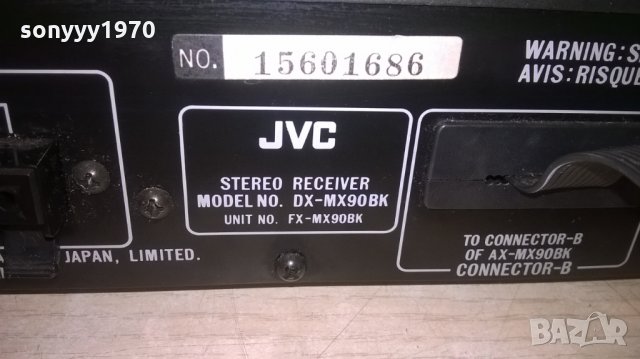 sonyyy1970
NO. 15601686
WARNING: S
AVIS: RISQUE
JVC
STEREO RECEIVER
MODEL NO. DX-MX90BK
UNIT NO. FX-MX90BK
JAPAN, LIMITED.
TO CONNECTOR-B
OF AX-MX90BK
CONNECTOR-B
BAZAR